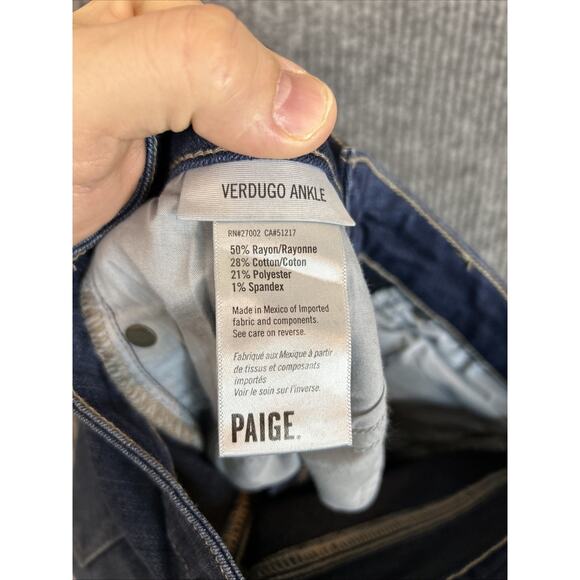 VERDUGO ANKLE
RN#27002 CA#51217
50% Rayon/Rayonne
28% Cotton/Coton
21% Polyester
1% Spandex
Made in Mexico of Imported
fabric and components.
See care on reverse.
Fabriqué aux Mexique à partir
de tissus et composants
importés
Voir le soin sur l'inverse.
PAIGE.